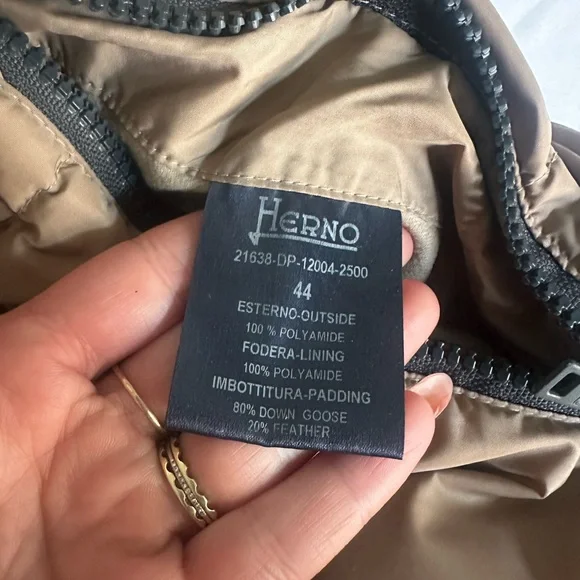 HERNO
21638-DP-12004-2500
44
ESTERNO-OUTSIDE
100 % POLYAMIDE
FODERA-LINING
100% POLYAMIDE
IMBOTTITURA-PADDING
80% DOWN GOOSE
20% FEATHER